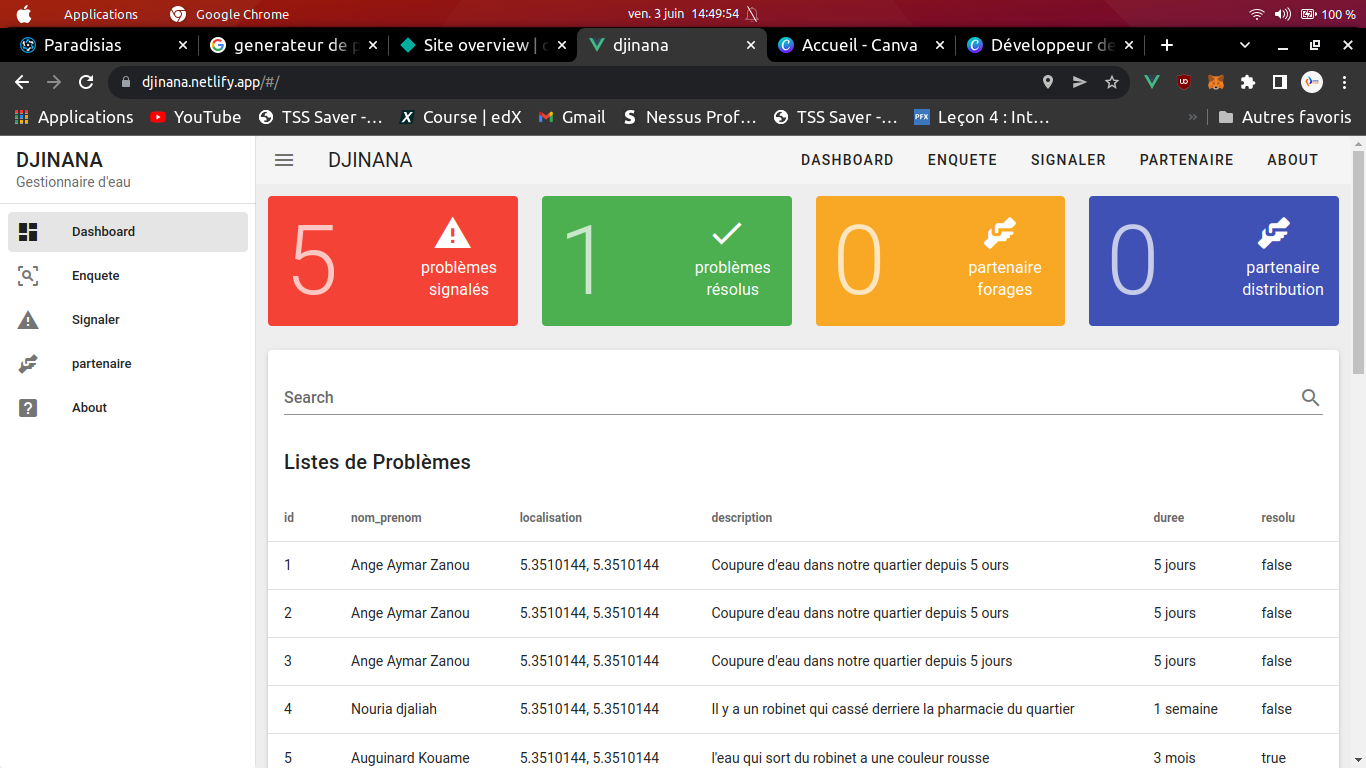 Applications Google Chrome ven. 3 juin 14:49:54 100 %
Paradisias generateur de p Site overview | djinana Accueil - Canva Développeur de
djinana.netlify.app/#/
Applications YouTube TSS Saver -... Course | edX Gmail Nessus Prof... TSS Saver -... PFX Leçon 4 : Int... » Autres favoris
DJINANA
Gestionnaire d'eau
Dashboard
Enquete
Signaler
partenaire
About
DJINANA DASHBOARD ENQUETE SIGNALER PARTENAIRE ABOUT
5 problèmes
signalés
1 problèmes
résolus
0 partenaire
forages
0 partenaire
distribution
Search
Listes de Problèmes
id nom_prenom localisation description duree resolu
1 Ange Aymar Zanou 5.3510144, 5.3510144 Coupure d'eau dans notre quartier depuis 5 ours 5 jours false
2 Ange Aymar Zanou 5.3510144, 5.3510144 Coupure d'eau dans notre quartier depuis 5 ours 5 jours false
3 Ange Aymar Zanou 5.3510144, 5.3510144 Coupure d'eau dans notre quartier depuis 5 jours 5 jours false
4 Nouria djaliah 5.3510144, 5.3510144 Il y a un robinet qui cassé derriere la pharmacie du quartier 1 semaine false
5 Auguinard Kouame 5.3510144, 5.3510144 l'eau qui sort du robinet a une couleur rousse 3 mois true